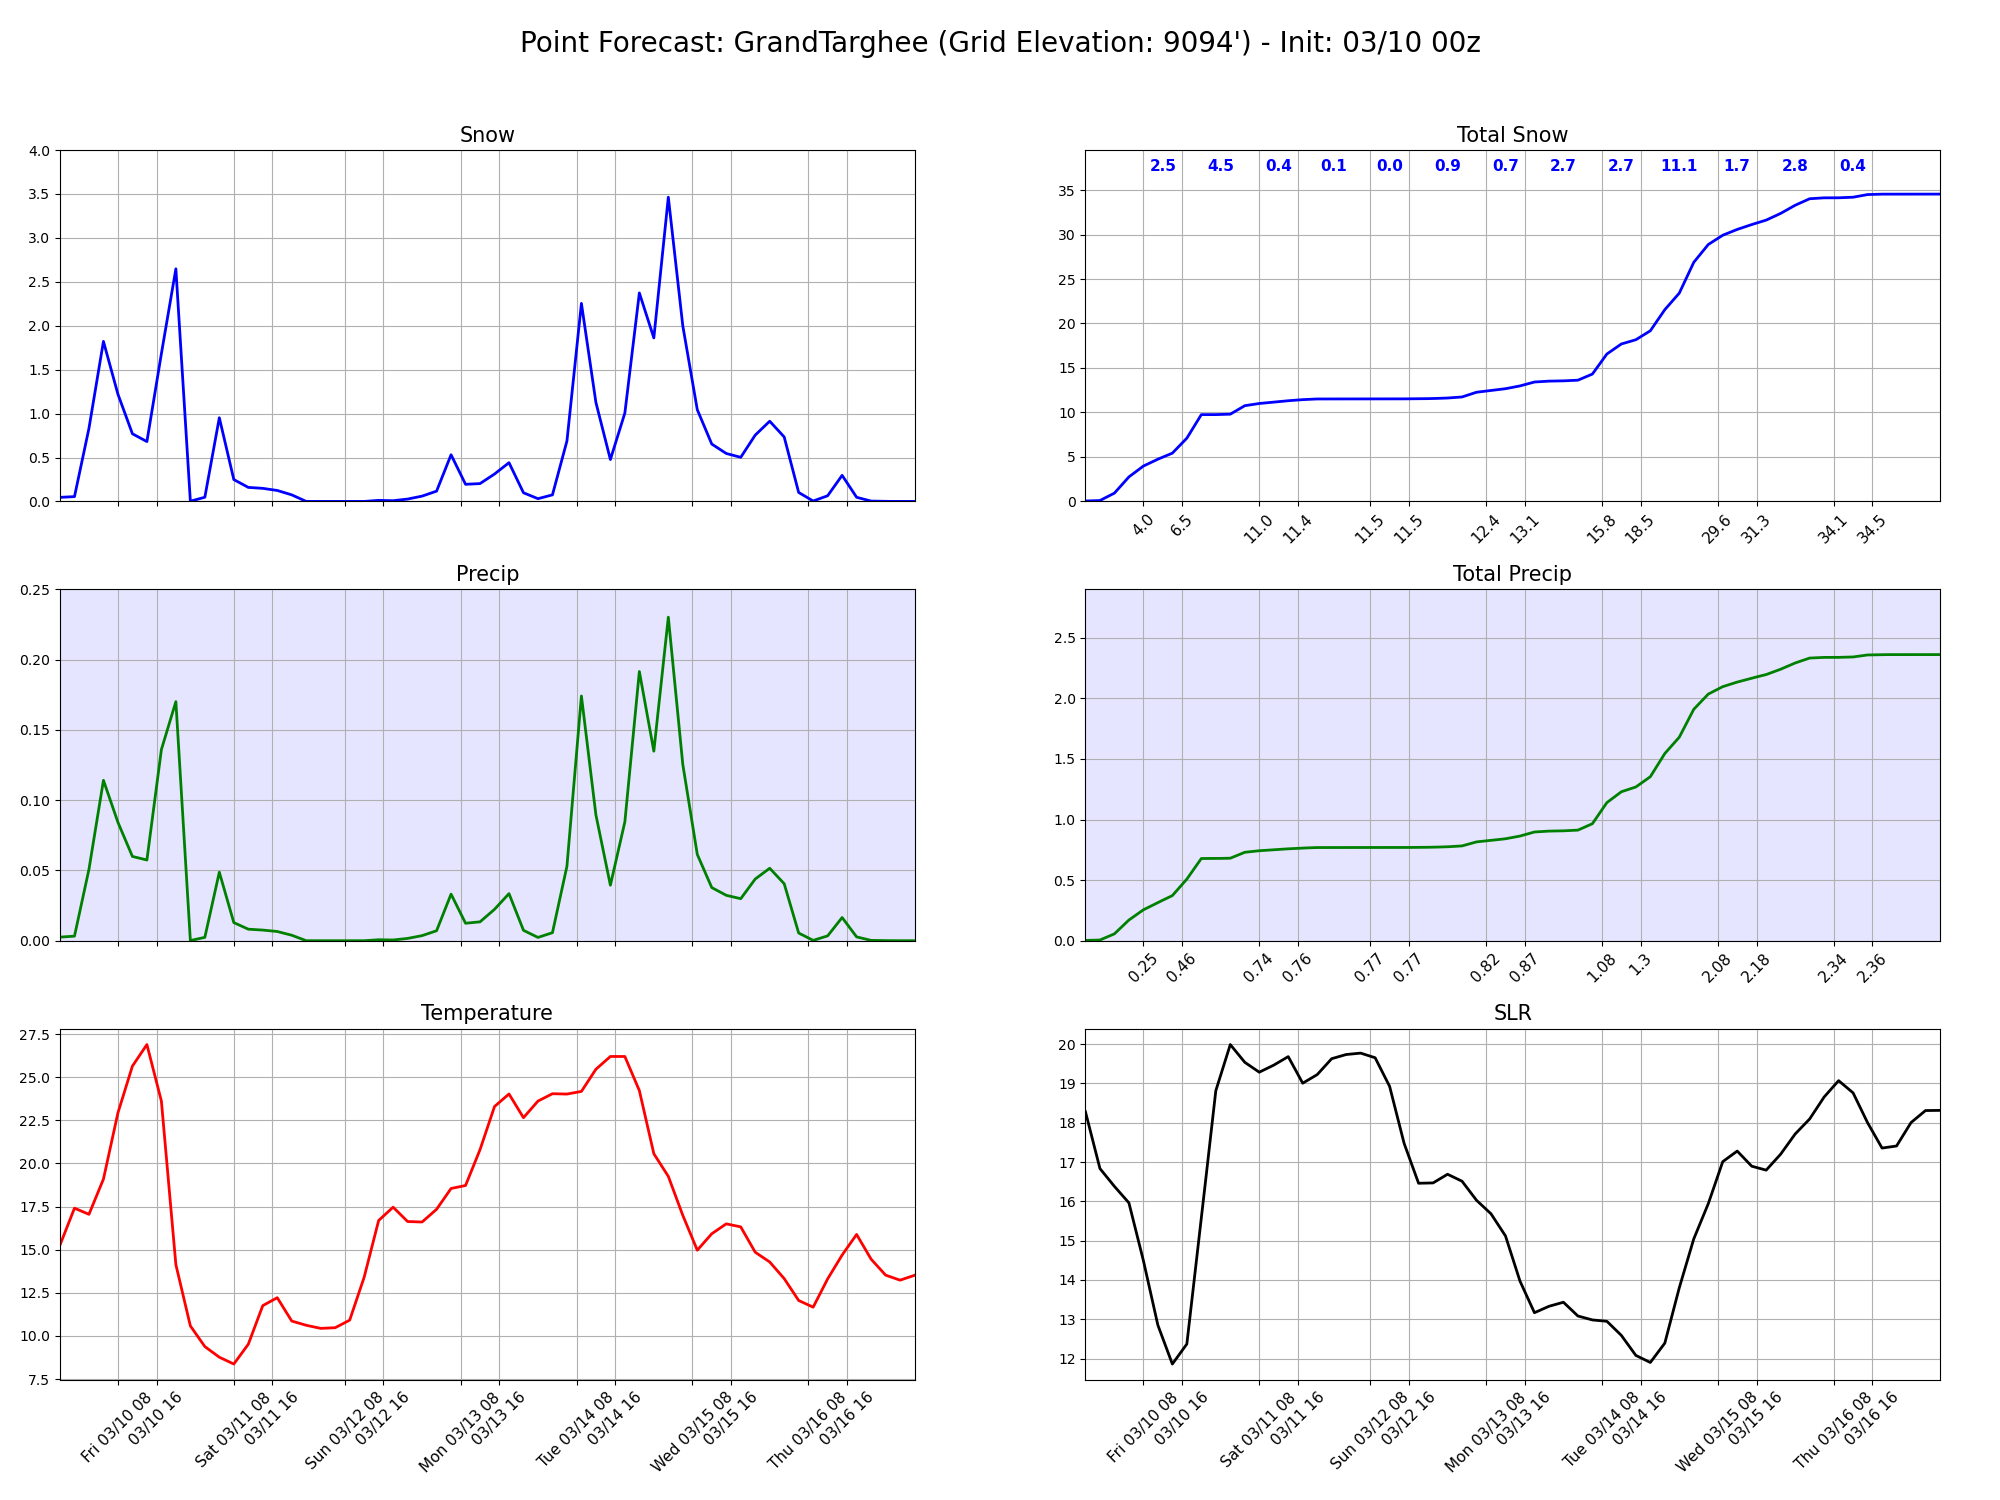 Point Forecast: GrandTarghee (Grid Elevation: 9094') - Init: 03/10 00z
Snow
4.0
3.5
3.0
2.5
2.0
1.5
1.0
0.5
0.0
Total Snow
2.5 4.5 0.4 0.1 0.0 0.9 0.7 2.7 2.7 11.1 1.7 2.8 0.4
35
30
25
20
15
10
5
0
4.0 6.5 11.0 11.4 11.5 11.5 12.4 13.1 15.8 18.5 29.6 31.3 34.1 34.5
Precip
0.25
0.20
0.15
0.10
0.05
0.00
Total Precip
2.5
2.0
1.5
1.0
0.5
0.0
0.25 0.46 0.74 0.76 0.77 0.77 0.82 0.87 1.08 1.3 2.08 2.18 2.34 2.36
Temperature
27.5
25.0
22.5
20.0
17.5
15.0
12.5
10.0
7.5
Fri 03/10 08
03/10 16
Sat 03/11 08
03/11 16
Sun 03/12 08
03/12 16
Mon 03/13 08
03/13 16
Tue 03/14 08
03/14 16
Wed 03/15 08
03/15 16
Thu 03/16 08
03/16 16
SLR
20
19
18
17
16
15
14
13
12
Fri 03/10 08
03/10 16
Sat 03/11 08
03/11 16
Sun 03/12 08
03/12 16
Mon 03/13 08
03/13 16
Tue 03/14 08
03/14 16
Wed 03/15 08
03/15 16
Thu 03/16 08
03/16 16